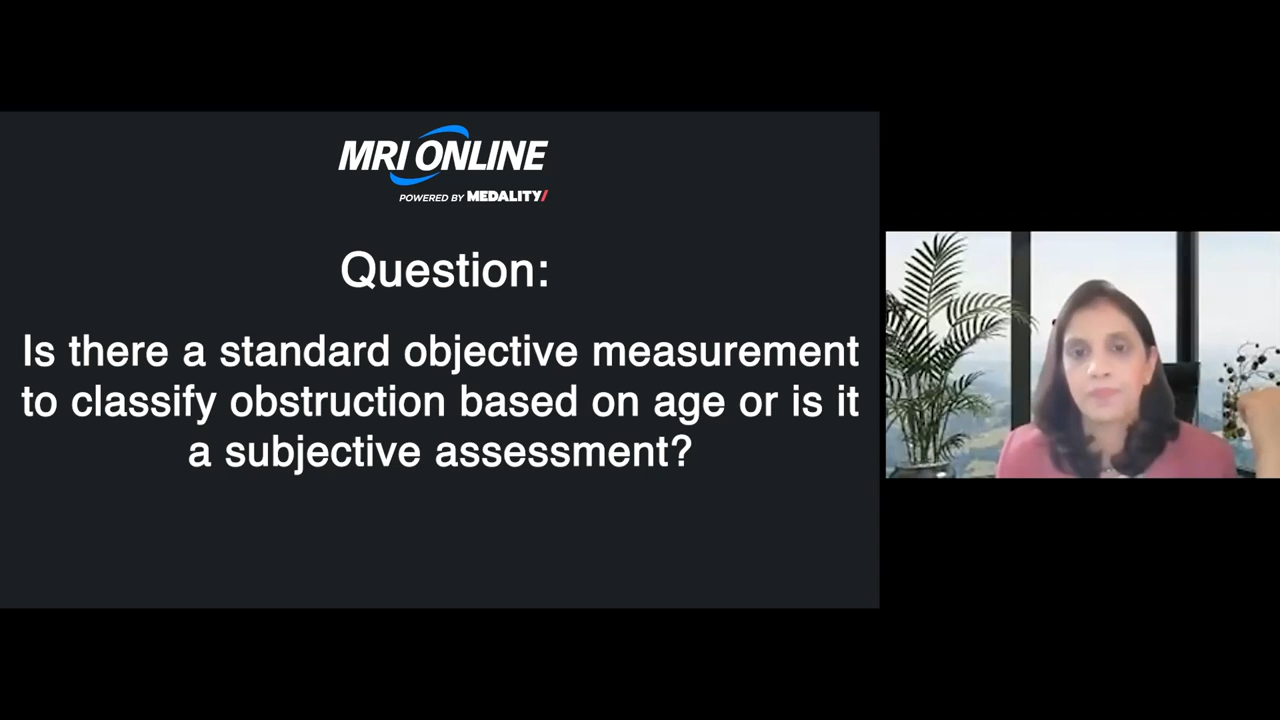 MRI ONLINE
POWERED BY MEDALITY/
Question:
Is there a standard objective measurement
to classify obstruction based on age or is it
a subjective assessment?